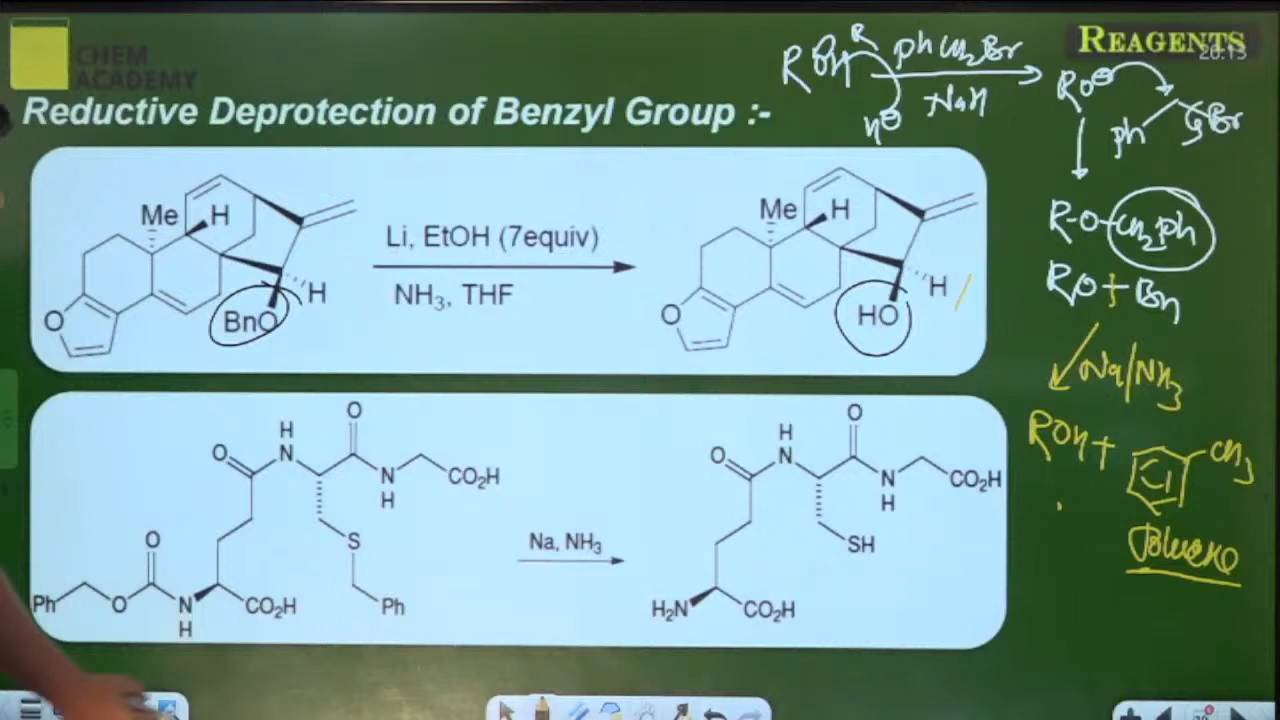 CHEM
ACADEMY
REAGENTS
20:13
Reductive Deprotection of Benzyl Group :-
ROH PhCH2Br
NaH
H⊖
RO⊖
Ph Br
R-O-CH2Ph
RO+Bn
Na/NH3
ROH + CH3
Toluene
Me H
O
BnO
H
Li, EtOH (7equiv)
NH3, THF
Me H
O
HO
H
O
H
N
O
N
H
CO2H
S
Ph
O
O
N
H
CO2H
Ph
Na, NH3
O
H
N
O
N
H
CO2H
SH
H2N
CO2H